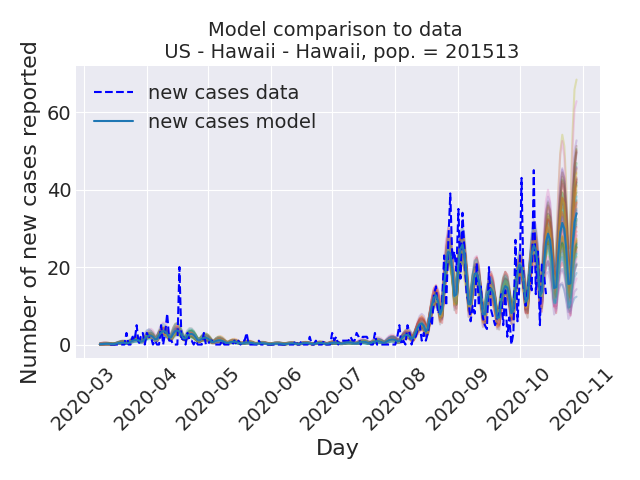 Model comparison to data
US - Hawaii - Hawaii, pop. = 201513
new cases data
new cases model
Number of new cases reported
60
40
20
0
2020-03
2020-04
2020-05
2020-06
2020-07
2020-08
2020-09
2020-10
2020-11
Day